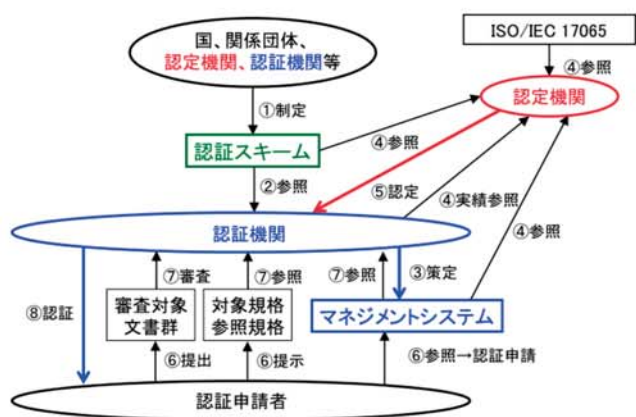 国、関係団体、
認定機関、認証機関等
ISO/IEC 17065
④参照
認定機関
①制定
認証スキーム
④参照
②参照
⑤認定
④実績参照
④参照
認証機関
⑦審査
⑦参照
⑦参照
③策定
⑧認証
審査対象
文書群
対象規格
参照規格
マネジメントシステム
⑥提出
⑥提示
⑥参照→認証申請
認証申請者